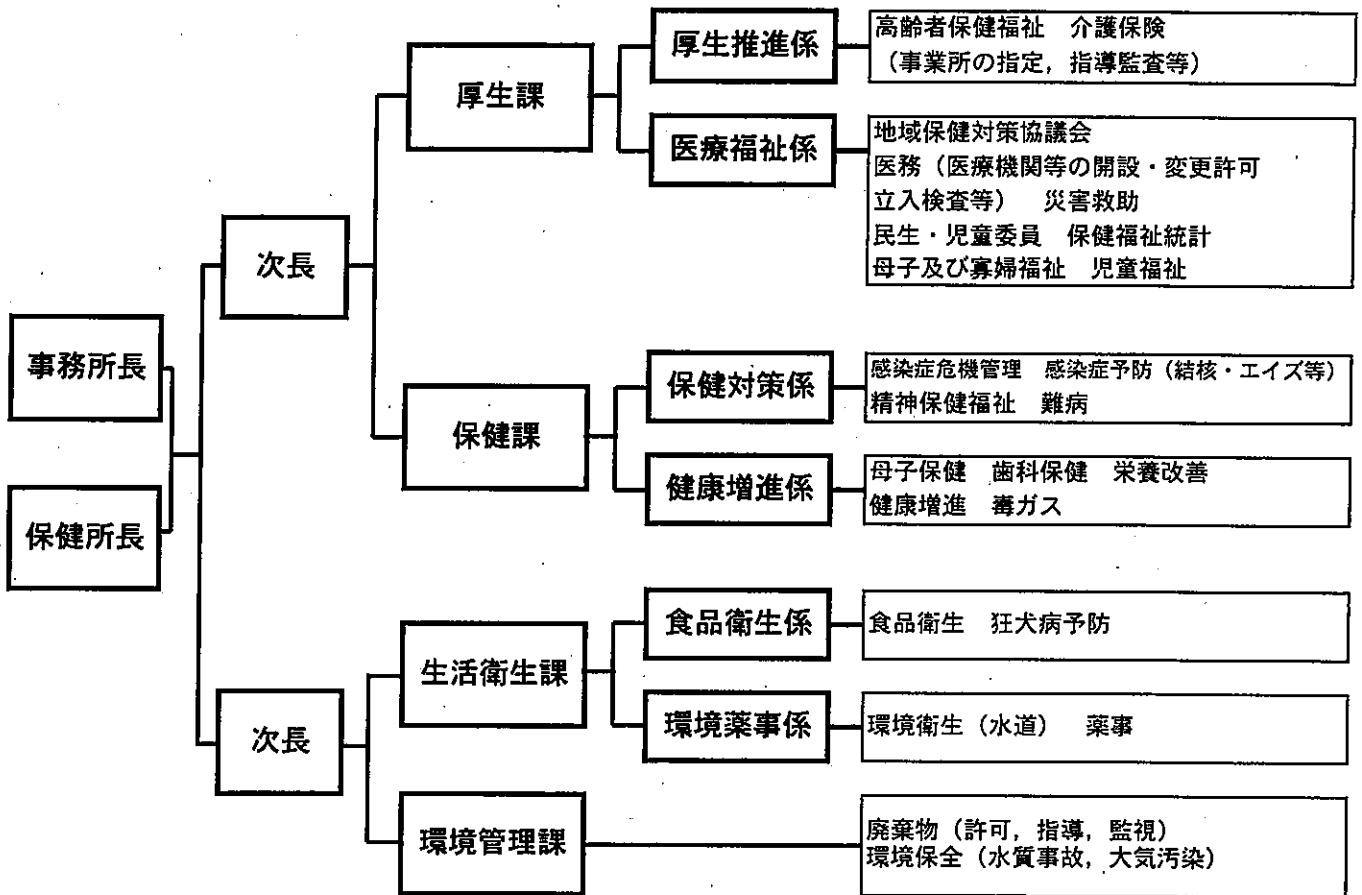 事務所長
保健所長
次長
厚生課
厚生推進係
高齢者保健福祉　介護保険
（事業所の指定，指導監査等）
医療福祉係
地域保健対策協議会
医務（医療機関等の開設・変更許可
立入検査等）　災害救助
民生・児童委員　保健福祉統計
母子及び寡婦福祉　児童福祉
保健課
保健対策係
感染症危機管理　感染症予防（結核・エイズ等）
精神保健福祉　難病
健康増進係
母子保健　歯科保健　栄養改善
健康増進　毒ガス
次長
生活衛生課
食品衛生係
食品衛生　狂犬病予防
環境薬事係
環境衛生（水道）　薬事
環境管理課
廃棄物（許可，指導，監視）
環境保全（水質事故，大気汚染）